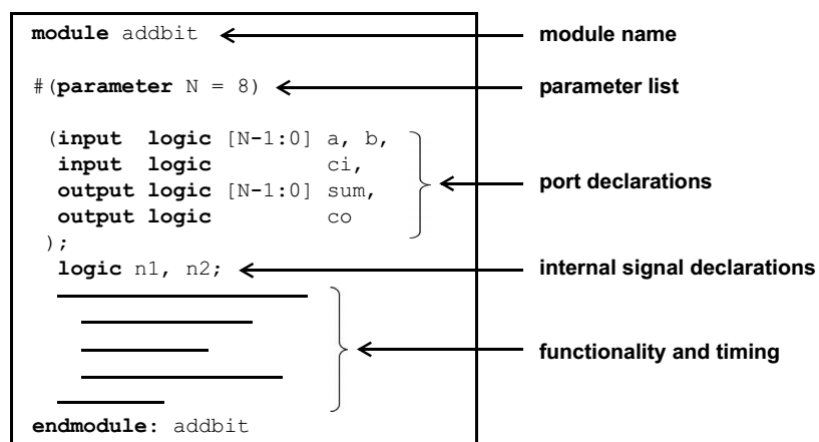 module addbit module name
#(parameter N = 8) parameter list
(input logic [N-1:0] a, b,
input logic ci,
output logic [N-1:0] sum, port declarations
output logic co
);
logic n1, n2; internal signal declarations
functionality and timing
endmodule: addbit